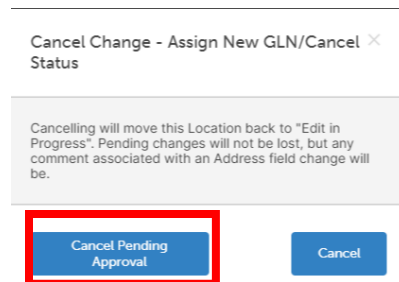 Cancel Change - Assign New GLN/Cancel
Status
Cancelling will move this Location back to "Edit in
Progress". Pending changes will not be lost, but any
comment associated with an Address field change will
be.
Cancel Pending
Approval
Cancel